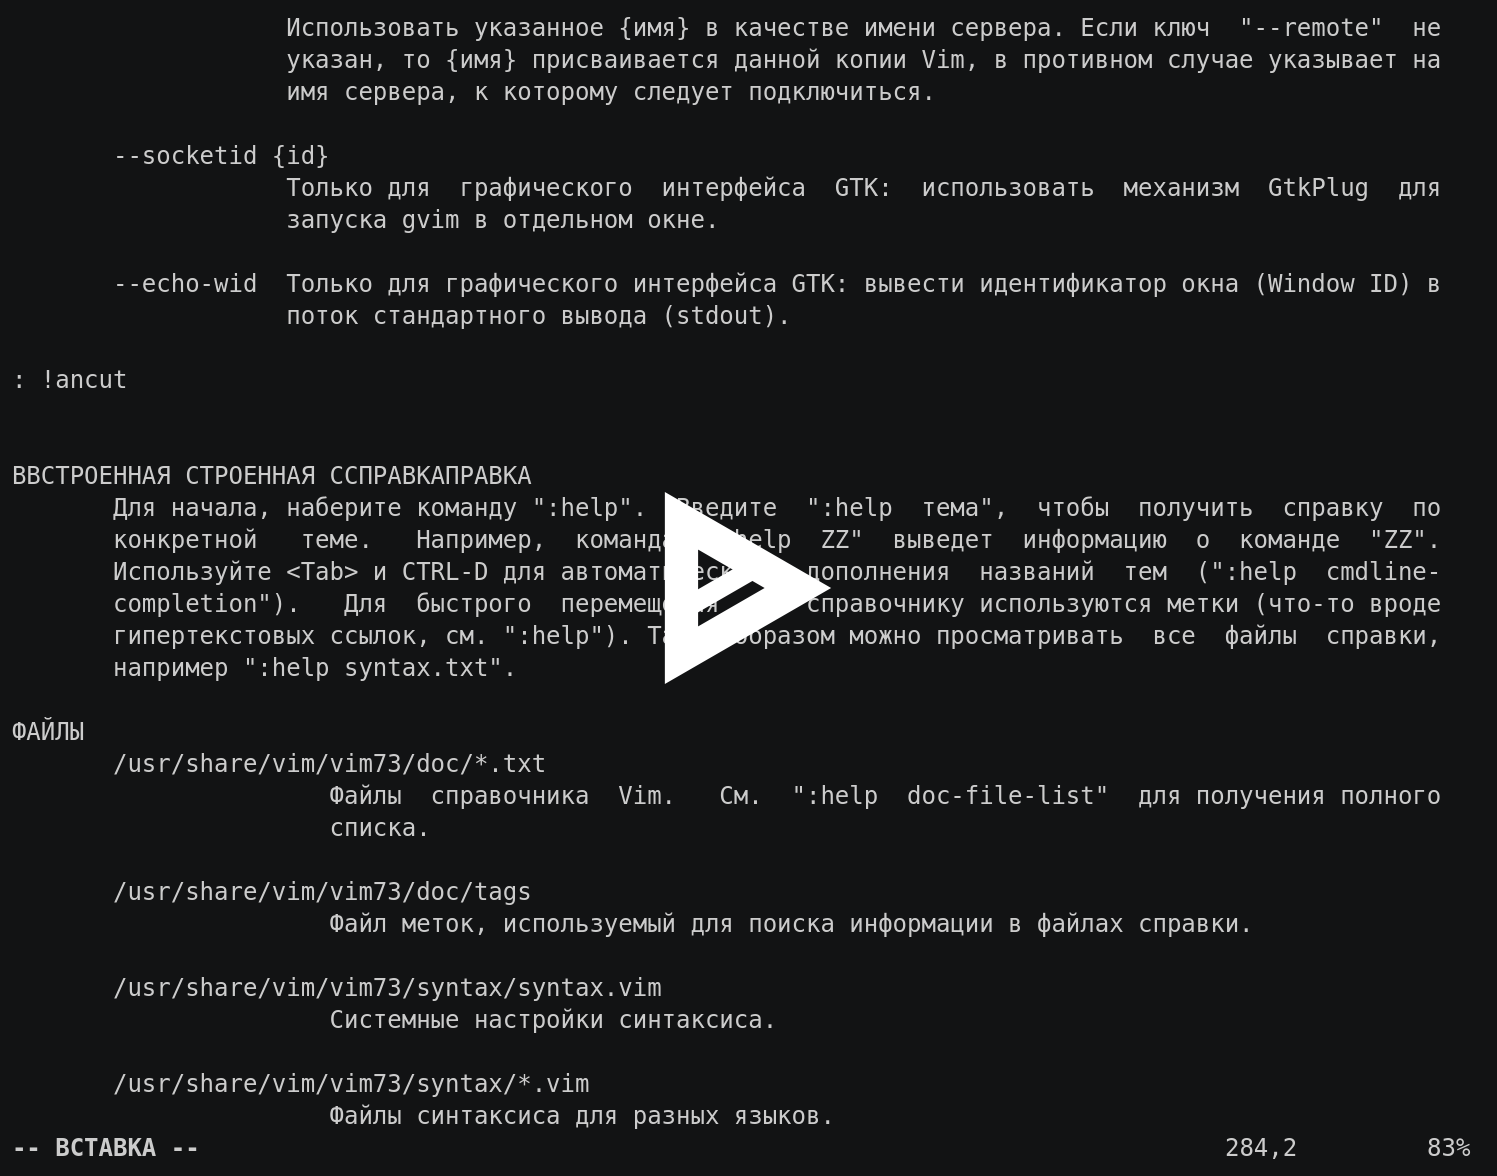 Использовать указанное {имя} в качестве имени сервера. Если ключ "--remote" не
указан, то {имя} присваивается данной копии Vim, в противном случае указывает на
имя сервера, к которому следует подключиться.
--socketid {id}
Только для графического интерфейса GTK: использовать механизм GtkPlug для
запуска gvim в отдельном окне.
--echo-wid Только для графического интерфейса GTK: вывести идентификатор окна (Window ID) в
поток стандартного вывода (stdout).
: !ancut
ВВСТРОЕННАЯ СТРОЕННАЯ ССПРАВКАПРАВКА
Для начала, наберите команду ":help". Введите ":help тема", чтобы получить справку по
конкретной теме. Например, команда ":help ZZ" выведет информацию о команде "ZZ".
Используйте <Tab> и CTRL-D для дополнения названий тем (":help cmdline-
completion"). Для быстрого справочнику используются метки (что-то вроде
гипертекстовых ссылок, см. ":help"). образом можно просматривать все файлы справки,
например ":help syntax.txt".
ФАЙЛЫ
/usr/share/vim/vim73/doc/*.txt
Файлы справочника Vim. См. ":help doc-file-list" для получения полного
списка.
/usr/share/vim/vim73/doc/tags
Файл меток, используемый для поиска информации в файлах справки.
/usr/share/vim/vim73/syntax/syntax.vim
Системные настройки синтаксиса.
/usr/share/vim/vim73/syntax/*.vim
Файлы синтаксиса для разных языков.
-- ВСТАВКА -- 284,2 83%